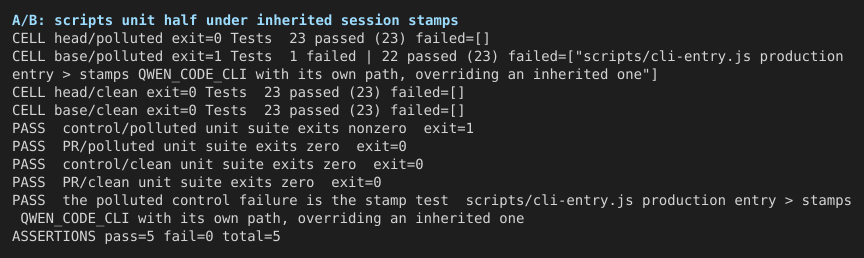 A/B: scripts unit half under inherited session stamps
CELL head/polluted exit=0 Tests  23 passed (23) failed=[]
CELL base/polluted exit=1 Tests  1 failed | 22 passed (23) failed=["scripts/cli-entry.js production
entry > stamps QWEN_CODE_CLI with its own path, overriding an inherited one"]
CELL head/clean exit=0 Tests  23 passed (23) failed=[]
CELL base/clean exit=0 Tests  23 passed (23) failed=[]
PASS  control/polluted unit suite exits nonzero  exit=1
PASS  PR/polluted unit suite exits zero  exit=0
PASS  control/clean unit suite exits zero  exit=0
PASS  PR/clean unit suite exits zero  exit=0
PASS  the polluted control failure is the stamp test  scripts/cli-entry.js production entry > stamps
 QWEN_CODE_CLI with its own path, overriding an inherited one
ASSERTIONS pass=5 fail=0 total=5